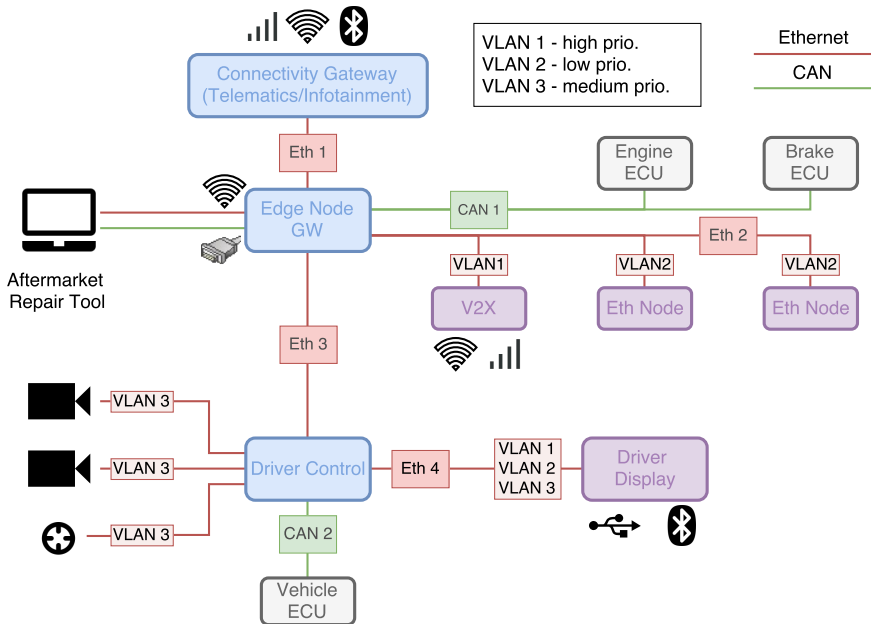 Connectivity Gateway
(Telematics/Infotainment)
VLAN 1 - high prio.
VLAN 2 - low prio.
VLAN 3 - medium prio.
Ethernet
CAN
Eth 1
Engine
ECU
Brake
ECU
Edge Node
GW
CAN 1
Eth 2
Aftermarket
Repair Tool
VLAN1
VLAN2
VLAN2
V2X
Eth Node
Eth Node
Eth 3
VLAN 3
VLAN 3
VLAN 3
Driver Control
Eth 4
VLAN 1
VLAN 2
VLAN 3
Driver
Display
CAN 2
Vehicle
ECU